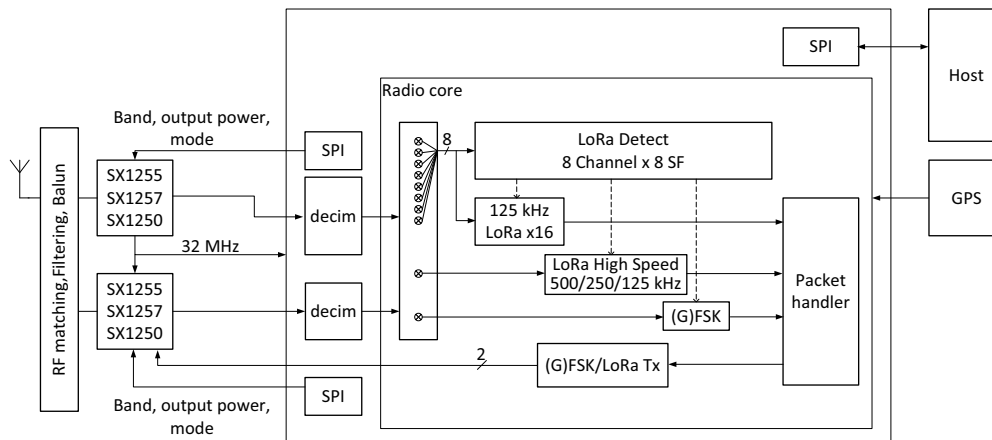 SPI
Host
Radio core
Band, output power,
mode
8
LoRa Detect
8 Channel x 8 SF
SPI
RF matching,Filtering, Balun
SX1255
SX1257
SX1250
decim
125 kHz
LoRa x16
GPS
32 MHz
LoRa High Speed
500/250/125 kHz
Packet
handler
SX1255
SX1257
SX1250
decim
(G)FSK
2
(G)FSK/LoRa Tx
SPI
Band, output power,
mode